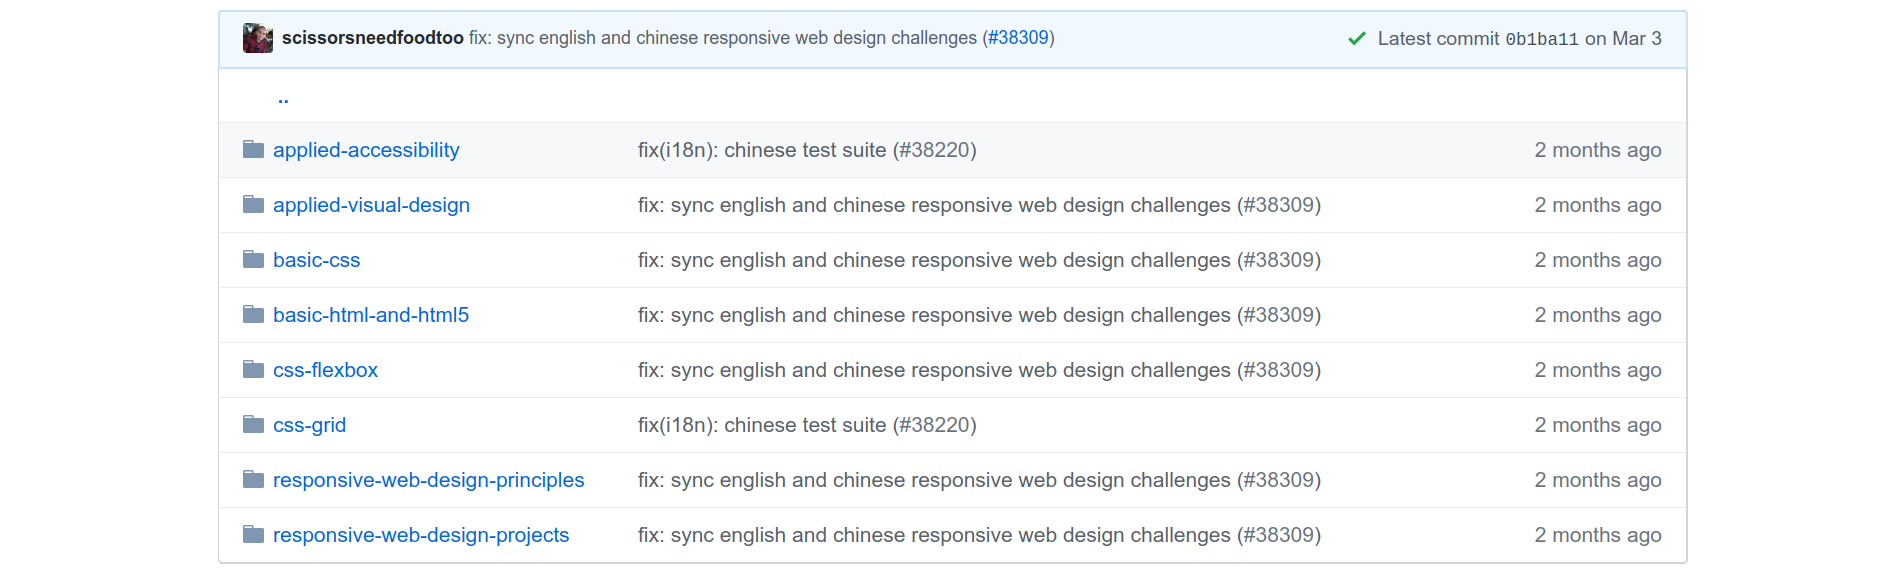 scissorsneedfoodtoo fix: sync english and chinese responsive web design challenges (#38309) Latest commit 0b1ba11 on Mar 3
..
applied-accessibility fix(i18n): chinese test suite (#38220) 2 months ago
applied-visual-design fix: sync english and chinese responsive web design challenges (#38309) 2 months ago
basic-css fix: sync english and chinese responsive web design challenges (#38309) 2 months ago
basic-html-and-html5 fix: sync english and chinese responsive web design challenges (#38309) 2 months ago
css-flexbox fix: sync english and chinese responsive web design challenges (#38309) 2 months ago
css-grid fix(i18n): chinese test suite (#38220) 2 months ago
responsive-web-design-principles fix: sync english and chinese responsive web design challenges (#38309) 2 months ago
responsive-web-design-projects fix: sync english and chinese responsive web design challenges (#38309) 2 months ago